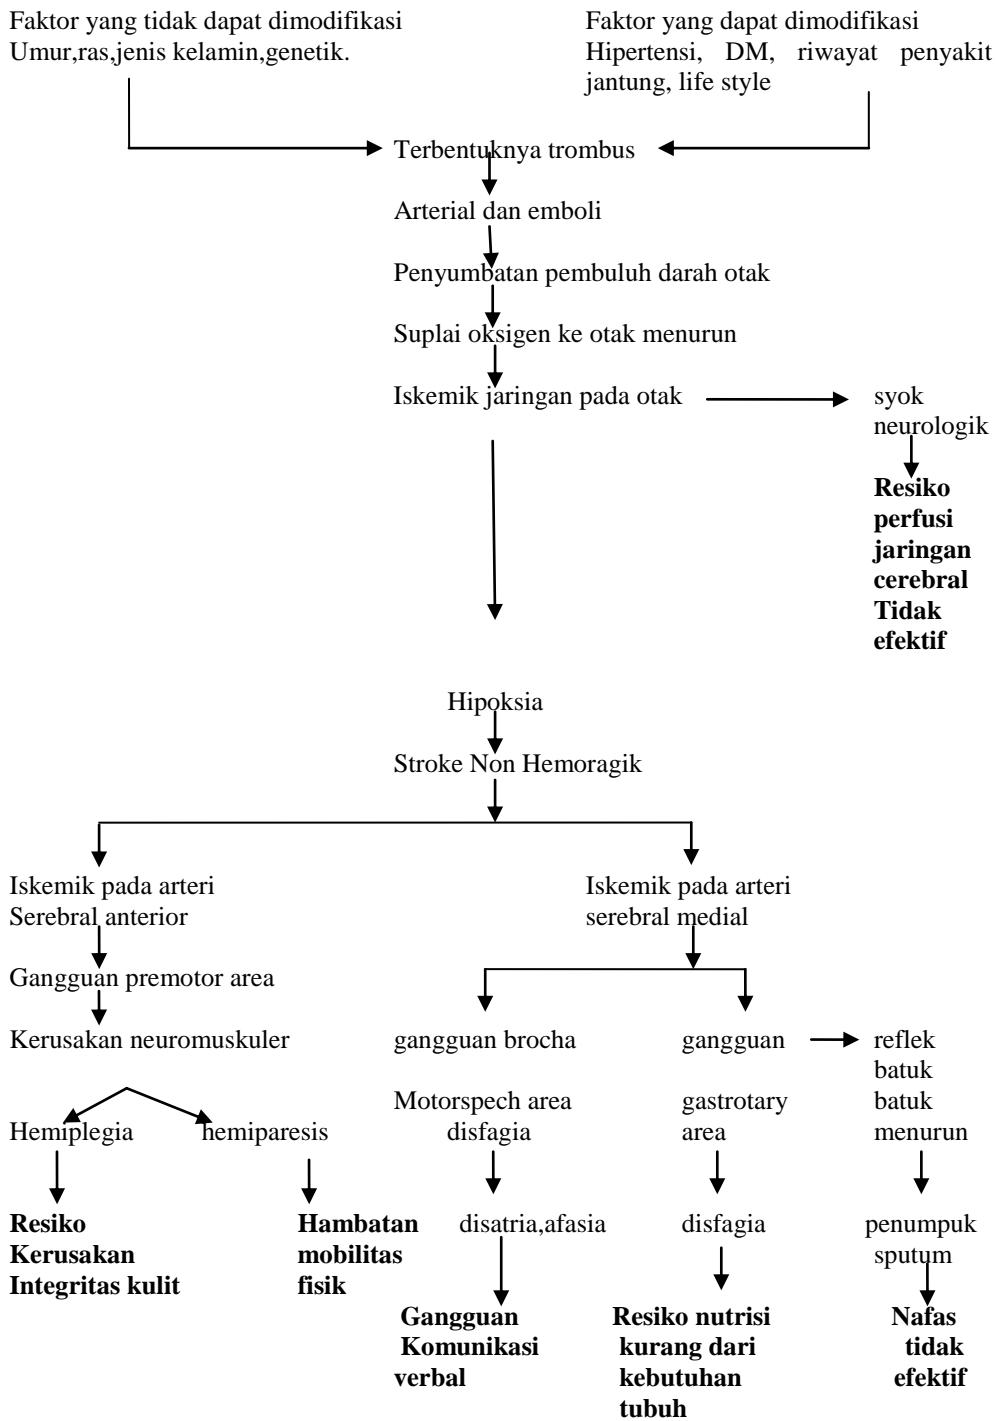 Faktor yang tidak dapat dimodifikasi
Umur,ras,jenis kelamin,genetik.
Faktor yang dapat dimodifikasi
Hipertensi, DM, riwayat penyakit
jantung, life style
Terbentuknya trombus
Arterial dan emboli
Penyumbatan pembuluh darah otak
Suplai oksigen ke otak menurun
Iskemik jaringan pada otak
syok
neurologik
Resiko
perfusi
jaringan
cerebral
Tidak
efektif
Hipoksia
Stroke Non Hemoragik
Iskemik pada arteri
Serebral anterior
Iskemik pada arteri
serebral medial
Gangguan premotor area
Kerusakan neuromuskuler
gangguan brocha
gangguan
reflek
batuk
batuk
menurun
Motorspech area
disfagia
gastrotary
area
Hemiplegia
hemiparesis
Resiko
Kerusakan
Integritas kulit
Hambatan
mobilitas
fisik
disatria,afasia
disfagia
penumpuk
sputum
Gangguan
Komunikasi
verbal
Resiko nutrisi
kurang dari
kebutuhan
tubuh
Nafas
tidak
efektif